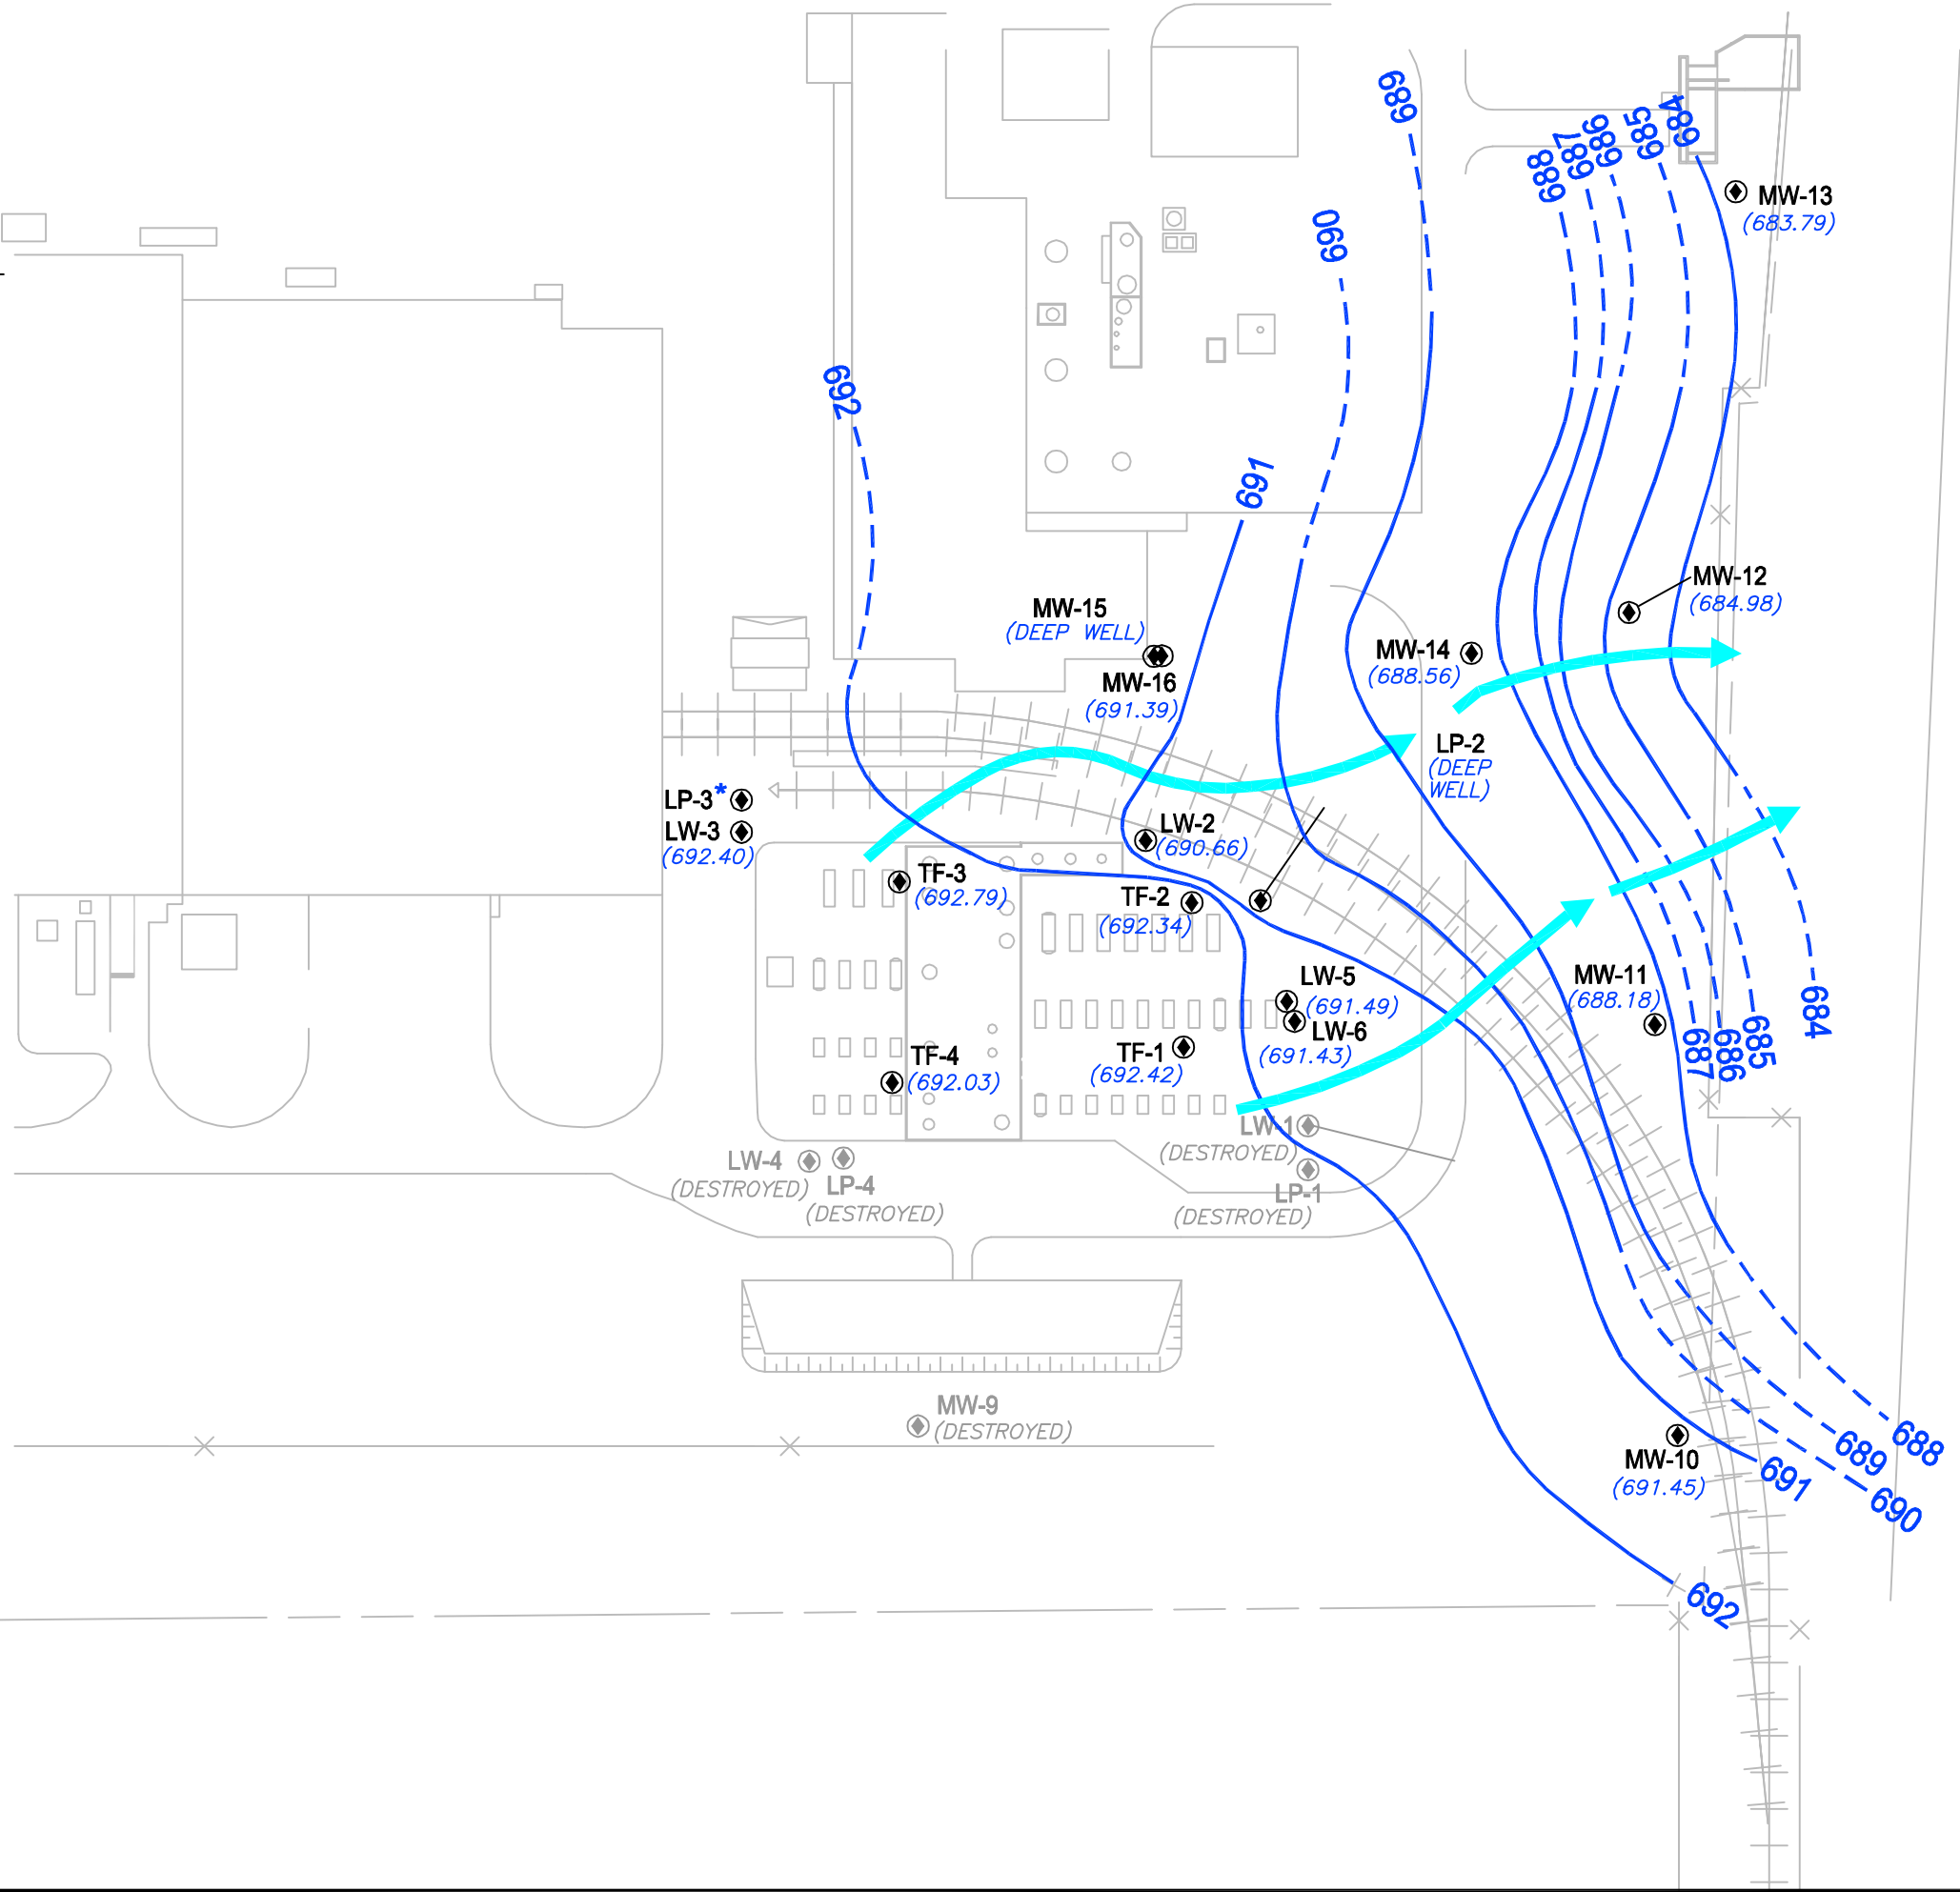 689
684
685
686
687
688
MW-13
(683.79)
690
692
691
MW-12
(684.98)
MW-15
(DEEP WELL)
MW-14
(688.56)
MW-16
(691.39)
LP-2
(DEEP
WELL)
LP-3*
LW-3
(692.40)
LW-2
(690.66)
TF-3
(692.79)
TF-2
(692.34)
LW-5
(691.49)
LW-6
(691.43)
MW-11
(688.18)
684
685
686
687
TF-4
(692.03)
TF-1
(692.42)
LW-1
(DESTROYED)
LW-4
(DESTROYED)
LP-4
(DESTROYED)
LP-1
(DESTROYED)
MW-9
(DESTROYED)
688
689
MW-10
(691.45)
691
690
692